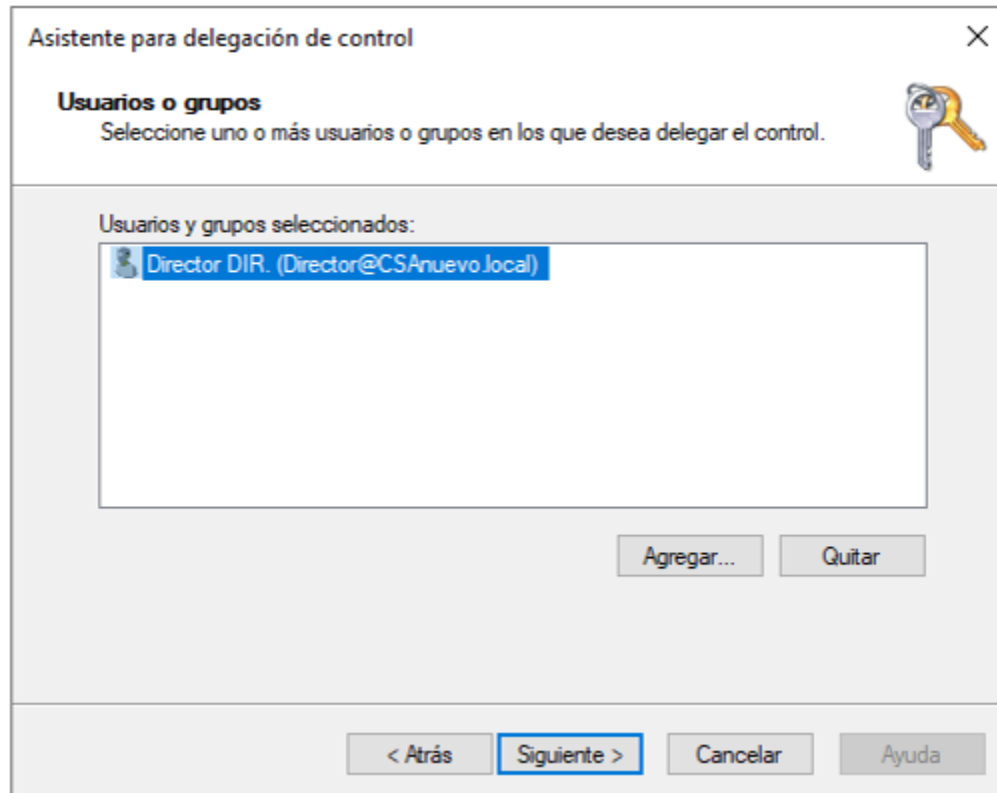 Asistente para delegación de control
Usuarios o grupos
Seleccione uno o más usuarios o grupos en los que desea delegar el control.
Usuarios y grupos seleccionados:
Director DIR. (Director@CSAnuevo.local)
Agregar... Quitar
< Atrás Siguiente > Cancelar Ayuda